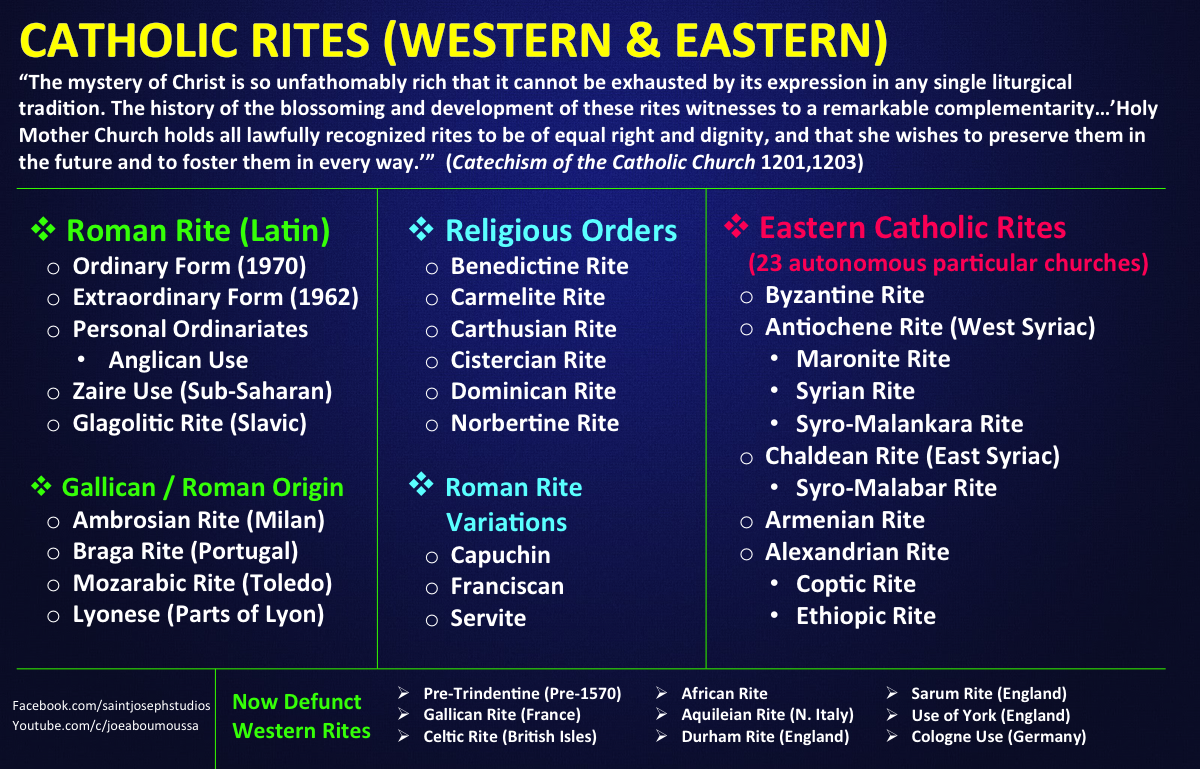 CATHOLIC RITES (WESTERN & EASTERN)
“The mystery of Christ is so unfathomably rich that it cannot be exhausted by its expression in any single liturgical
tradition. The history of the blossoming and development of these rites witnesses to a remarkable complementarity…’Holy
Mother Church holds all lawfully recognized rites to be of equal right and dignity, and that she wishes to preserve them in
the future and to foster them in every way.’” (Catechism of the Catholic Church 1201,1203)
❖ Roman Rite (Latin)
○ Ordinary Form (1970)
○ Extraordinary Form (1962)
○ Personal Ordinariates
• Anglican Use
○ Zaire Use (Sub-Saharan)
○ Glagolitic Rite (Slavic)
❖ Gallican / Roman Origin
○ Ambrosian Rite (Milan)
○ Braga Rite (Portugal)
○ Mozarabic Rite (Toledo)
○ Lyonese (Parts of Lyon)
❖ Religious Orders
○ Benedictine Rite
○ Carmelite Rite
○ Carthusian Rite
○ Cistercian Rite
○ Dominican Rite
○ Norbertine Rite
❖ Roman Rite
Variations
○ Capuchin
○ Franciscan
○ Servite
❖ Eastern Catholic Rites
(23 autonomous particular churches)
○ Byzantine Rite
○ Antiochene Rite (West Syriac)
• Maronite Rite
• Syrian Rite
• Syro-Malankara Rite
○ Chaldean Rite (East Syriac)
• Syro-Malabar Rite
○ Armenian Rite
○ Alexandrian Rite
• Coptic Rite
• Ethiopic Rite
Facebook.com/saintjosephstudios
Youtube.com/c/joeaboumoussa
Now Defunct
Western Rites
➢ Pre-Trindentine (Pre-1570)
➢ Gallican Rite (France)
➢ Celtic Rite (British Isles)
➢ African Rite
➢ Aquileian Rite (N. Italy)
➢ Durham Rite (England)
➢ Sarum Rite (England)
➢ Use of York (England)
➢ Cologne Use (Germany)